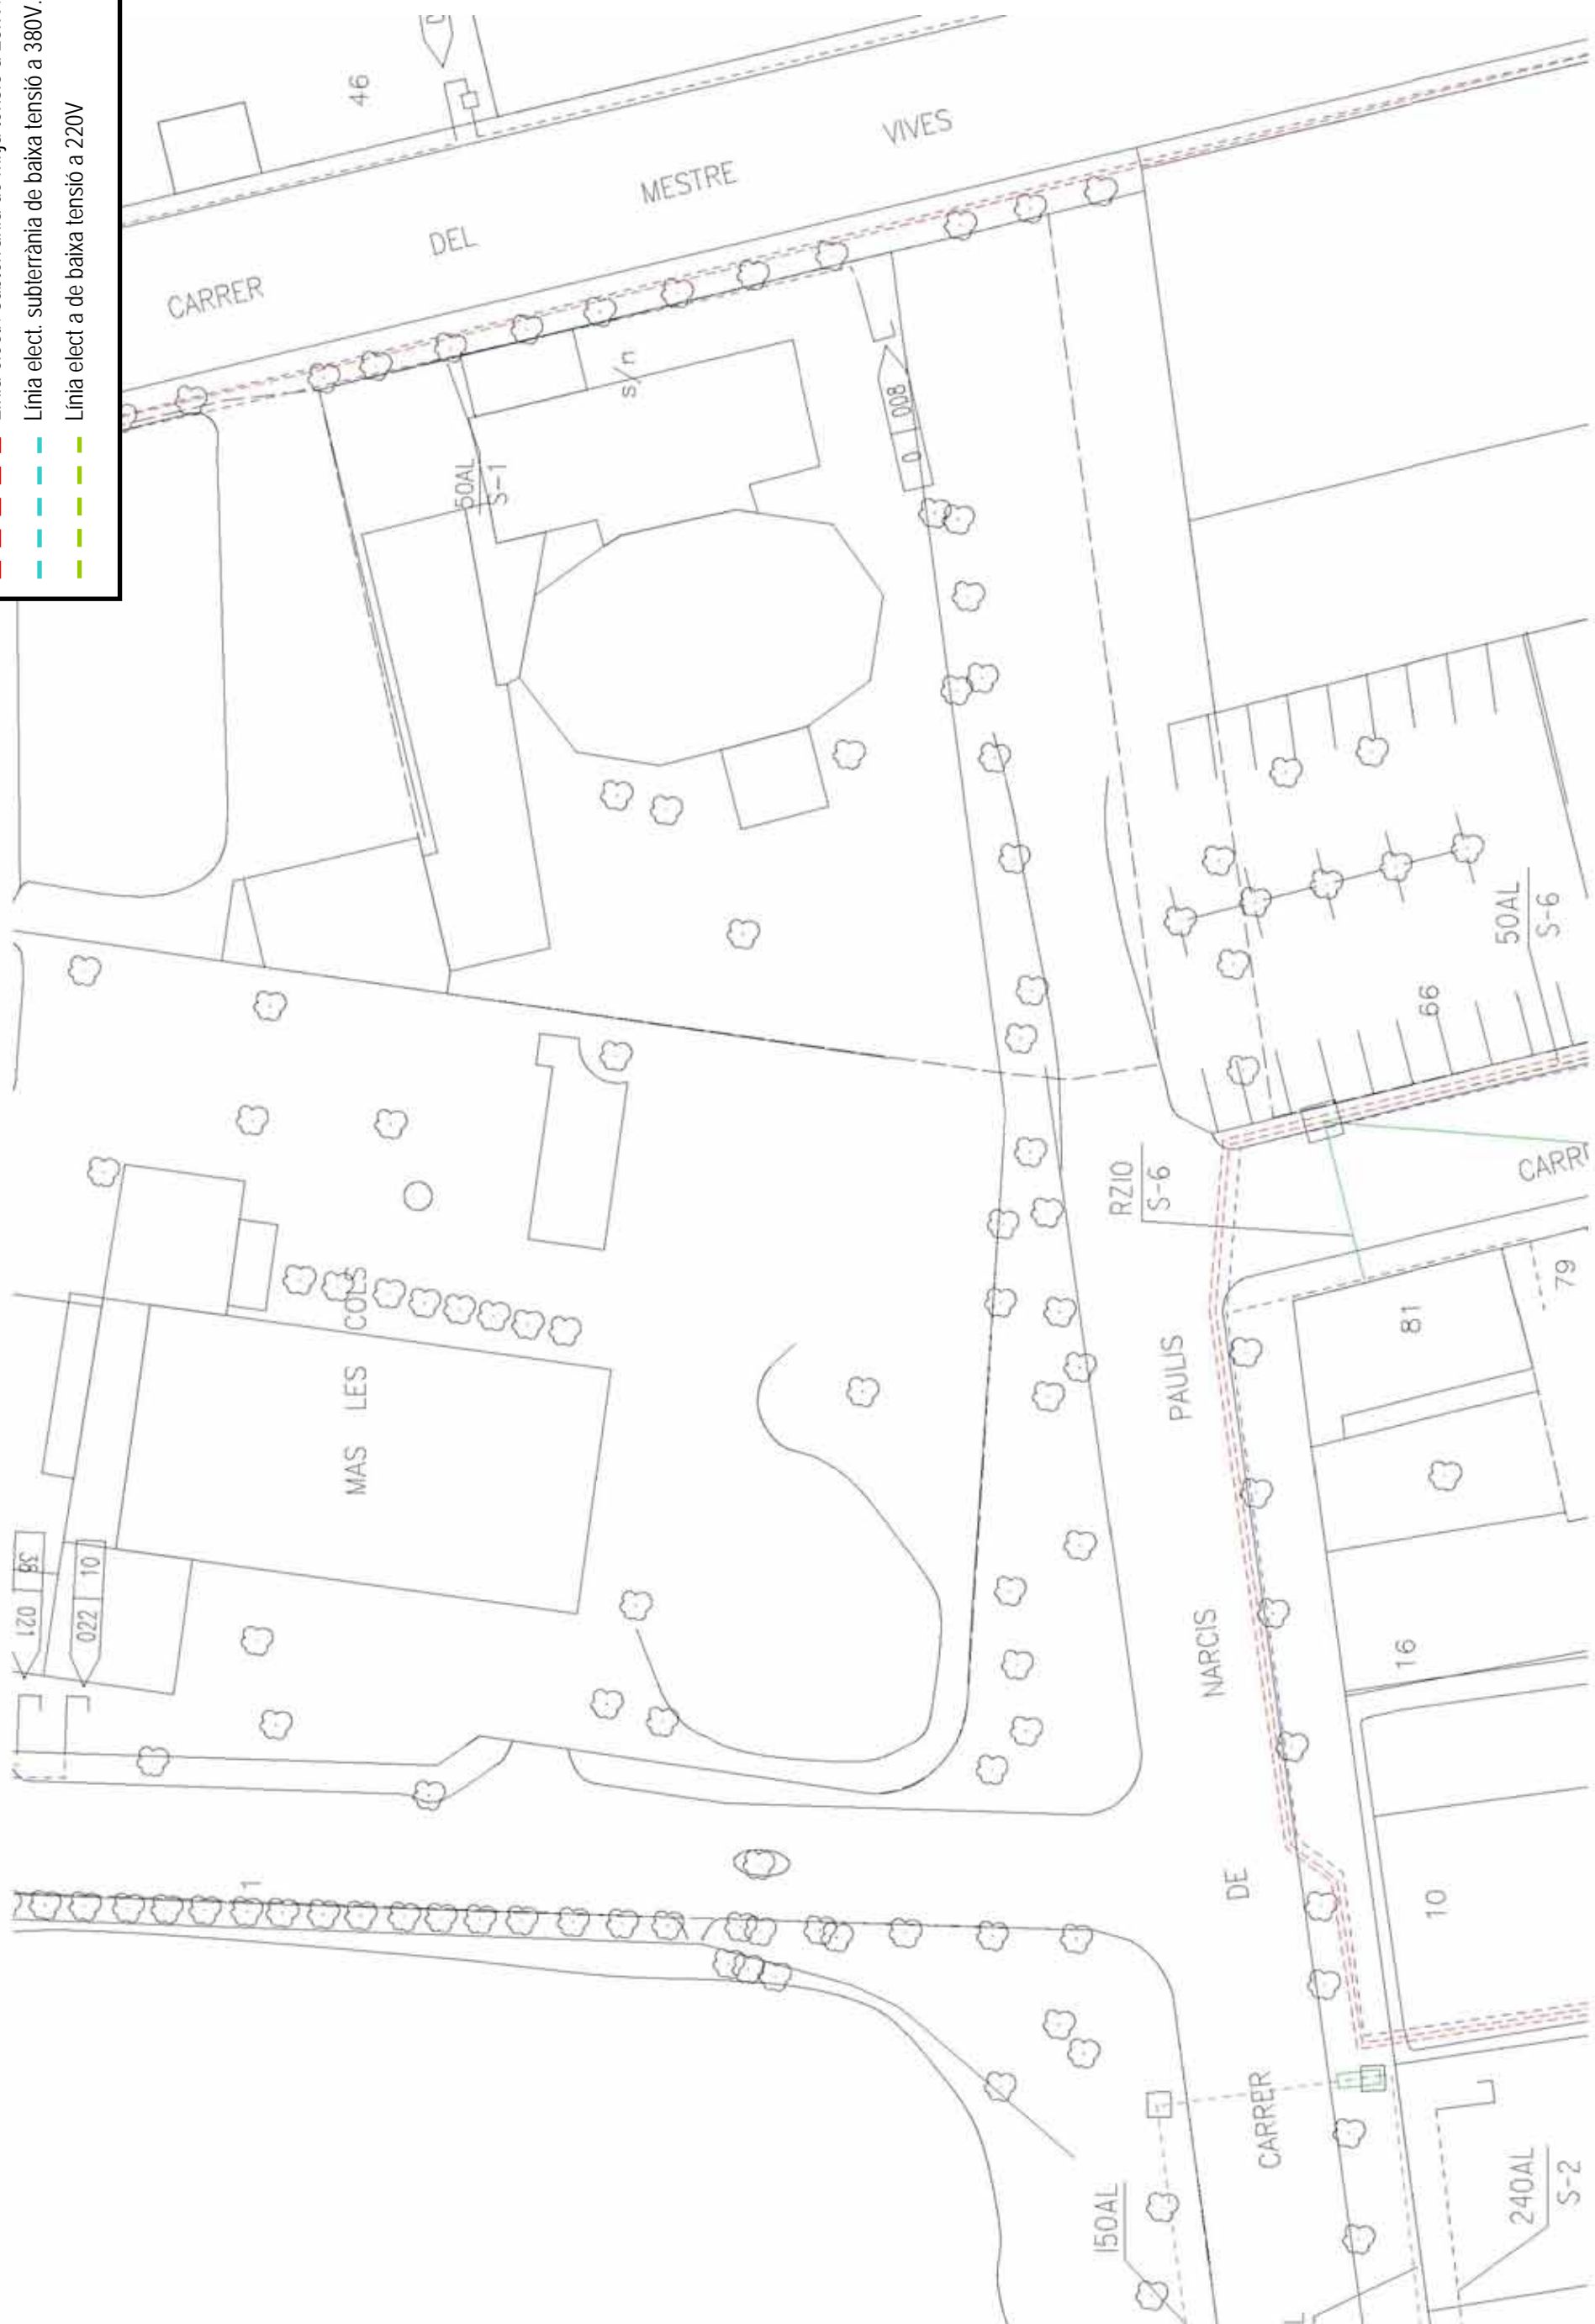 Línia elect. subterrània de baixa tensió a 380V.
Línia elect a de baixa tensió a 220V
46
CARRER DEL MESTRE VIVES
s/n
50AL
S-1
0 008
50AL
S-6
66
RZ10
S-6
MAS LES COLS
021 38
022 10
81
79
16
10
1
CARRER DE NARCIS PAULIS
150AL
240AL
S-2